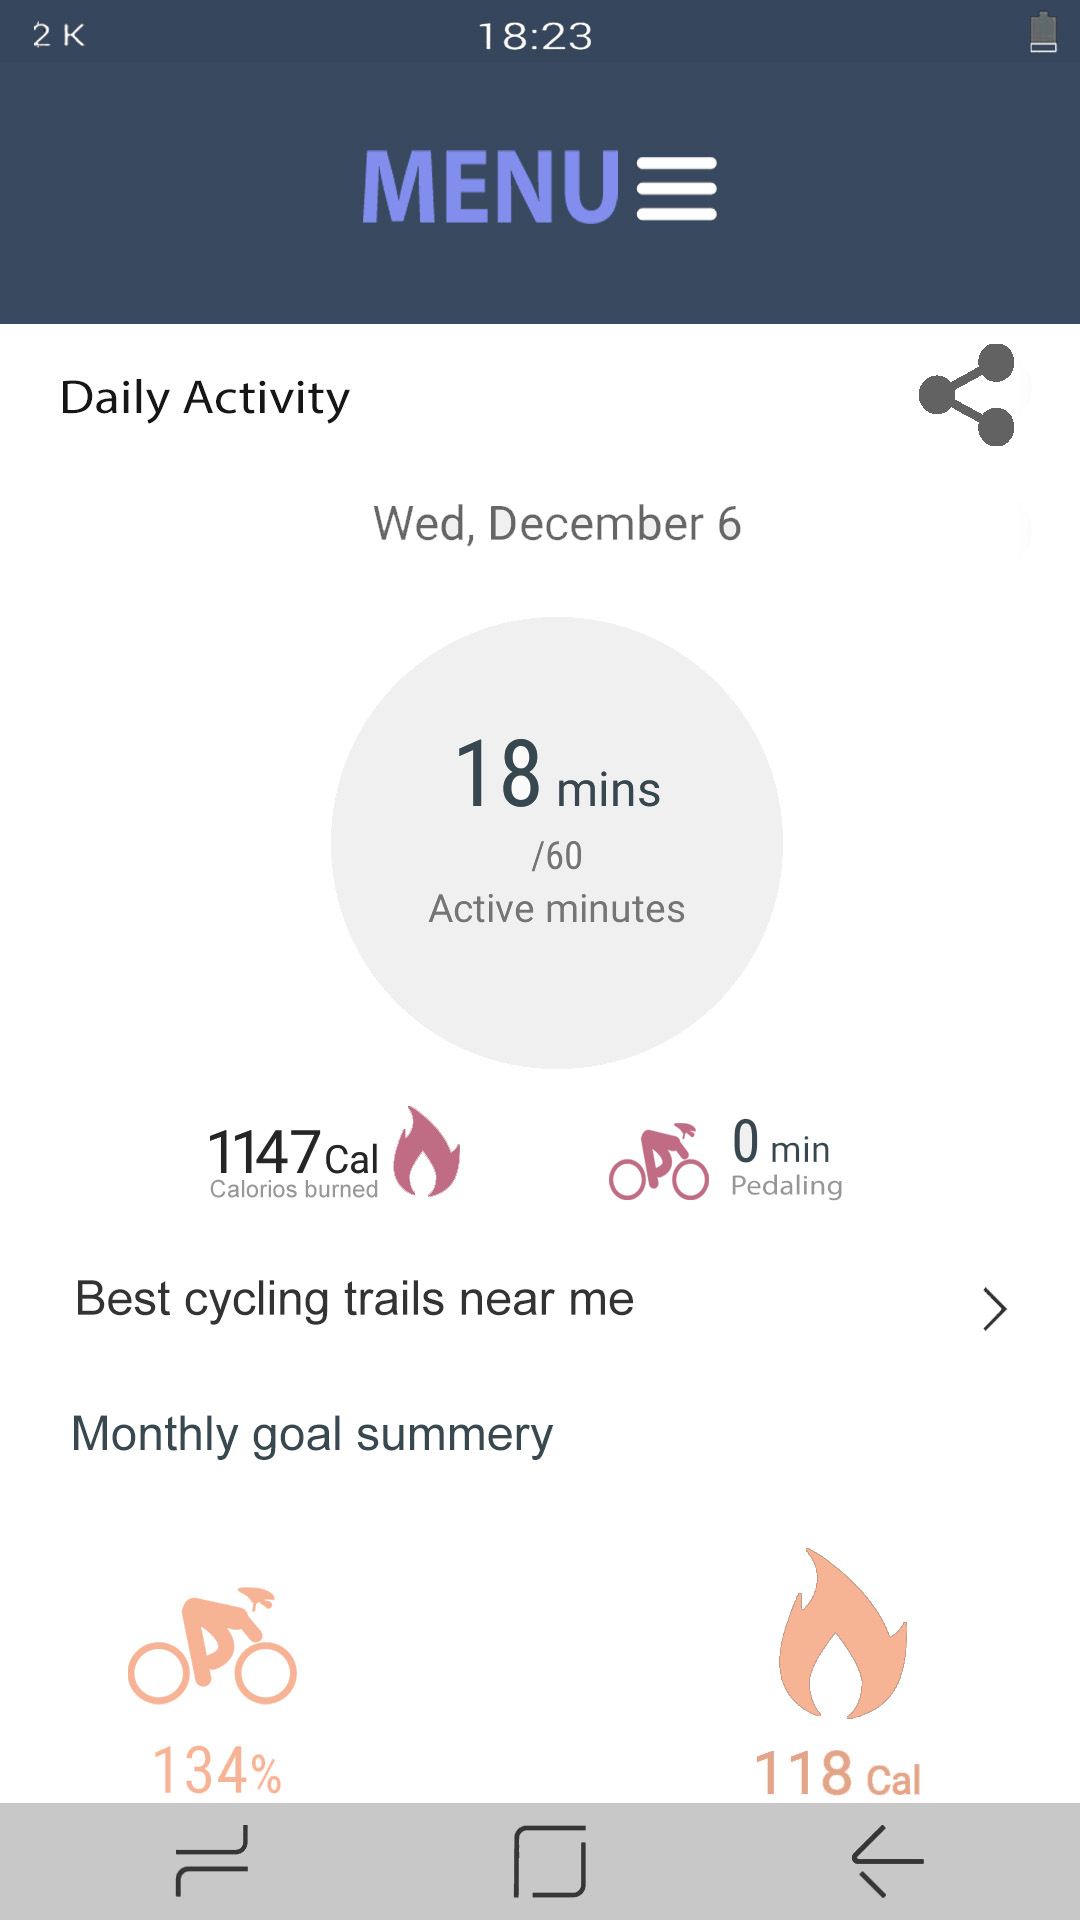 2 K 18:23
MENU
Daily Activity
Wed, December 6
18 mins
/60
Active minutes
1147 Cal
Calorios burned
0 min
Pedaling
Best cycling trails near me
Monthly goal summery
134%
118 Cal